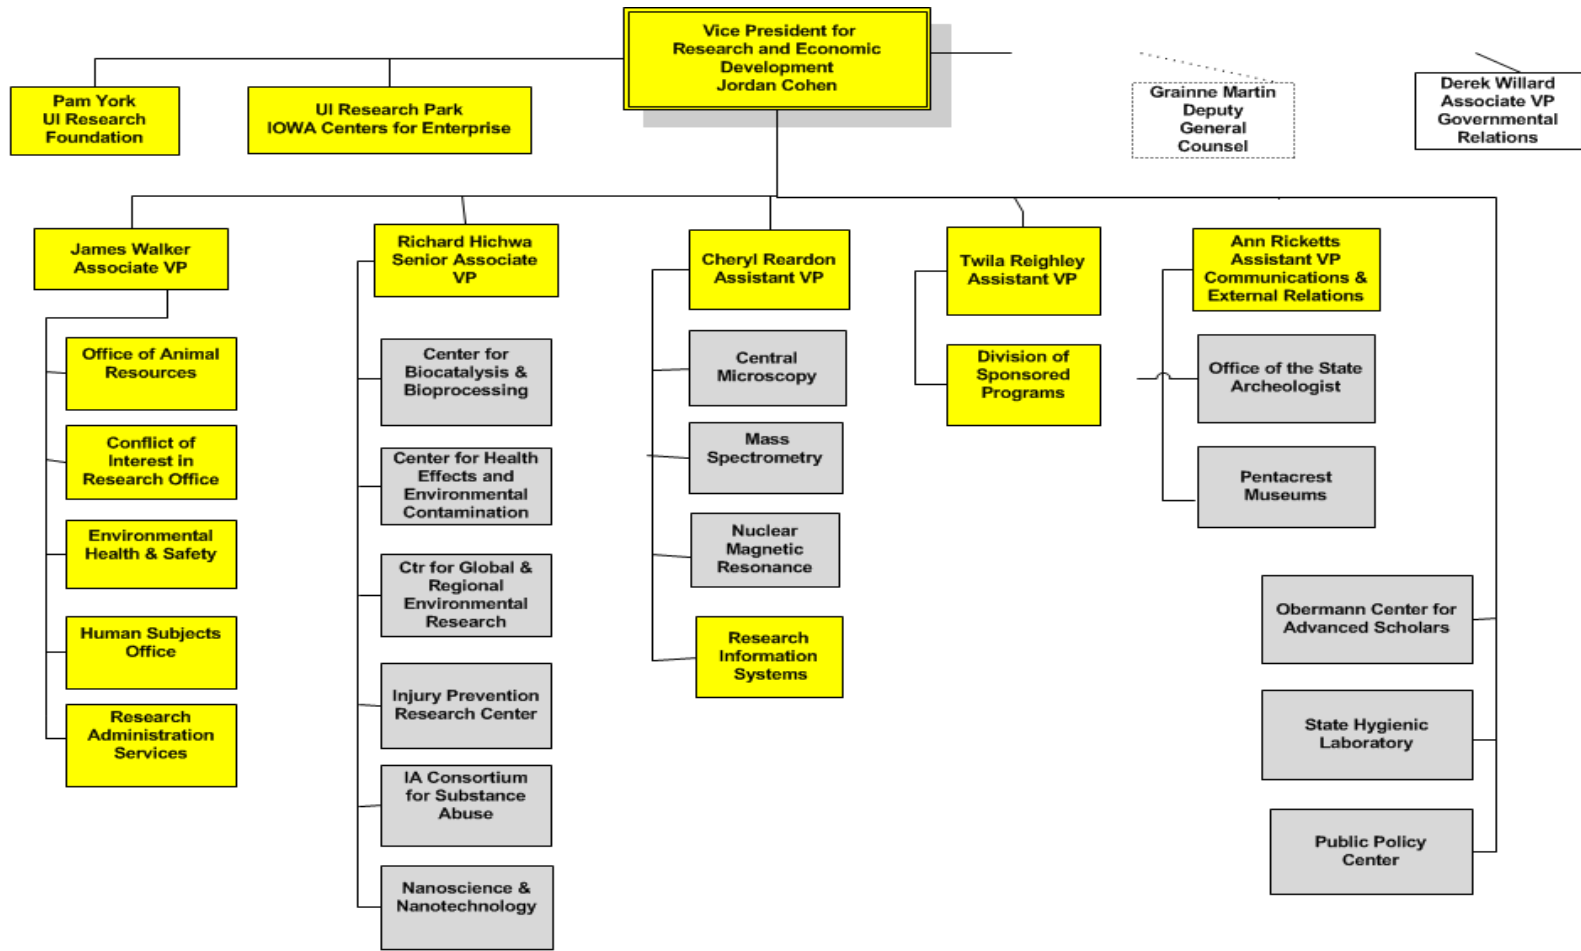 Vice President for
Research and Economic
Development
Jordan Cohen
Pam York
UI Research
Foundation
UI Research Park
IOWA Centers for Enterprise
Grainne Martin
Deputy
General
Counsel
Derek Willard
Associate VP
Governmental
Relations
James Walker
Associate VP
Office of Animal
Resources
Conflict of
Interest in
Research Office
Environmental
Health & Safety
Human Subjects
Office
Research
Administration
Services
Richard Hichwa
Senior Associate
VP
Center for
Biocatalysis &
Bioprocessing
Center for Health
Effects and
Environmental
Contamination
Ctr for Global &
Regional
Environmental
Research
Injury Prevention
Research Center
IA Consortium
for Substance
Abuse
Nanoscience &
Nanotechnology
Cheryl Reardon
Assistant VP
Central
Microscopy
Mass
Spectrometry
Nuclear
Magnetic
Resonance
Research
Information
Systems
Twila Reighley
Assistant VP
Division of
Sponsored
Programs
Ann Ricketts
Assistant VP
Communications &
External Relations
Office of the State
Archeologist
Pentacrest
Museums
Obermann Center for
Advanced Scholars
State Hygienic
Laboratory
Public Policy
Center